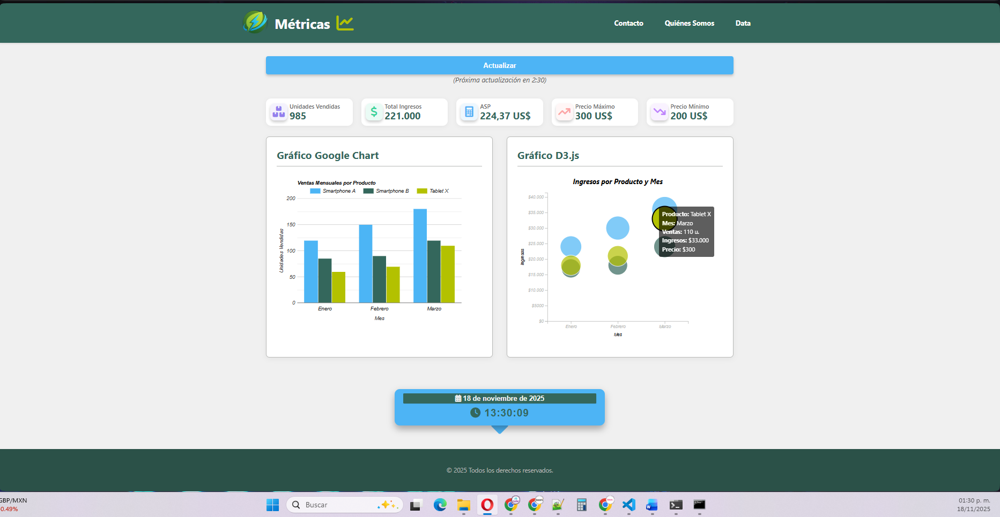 Métricas
Contacto Quiénes Somos Data
Actualizar
(Próxima actualización en 2:30)
Unidades Vendidas
985
Total Ingresos
221.000
ASP
224,37 US$
Precio Máximo
300 US$
Precio Mínimo
200 US$
Gráfico Google Chart
Ventas Mensuales por Producto
Smartphone A Smartphone B Tablet X
200
150
100
50
0
Unidades Vendidas
Enero Febrero Marzo
Mes
Gráfico D3.js
Ingresos por Producto y Mes
$40.000
$35.000
$30.000
$25.000
$20.000
$15.000
$10.000
$5000
$0
Ingresos
Producto: Tablet X
Mes: Marzo
Ventas: 110 u.
Ingresos: $33.000
Precio: $300
Enero Febrero Marzo
Mes
18 de noviembre de 2025
13:30:09
© 2025 Todos los derechos reservados.
GBP/MXN
-0.49%
Buscar
01:30 p. m.
18/11/2025